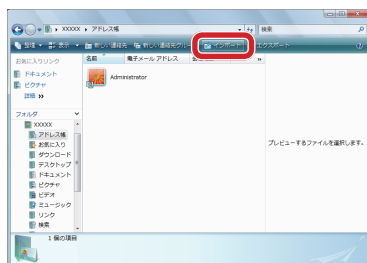 XXXXX ▸ アドレス帳
検索
整理 表示 新しい連絡先 新しい連絡先グルー インポート エクスポート
お気に入りリンク
ドキュメント
ピクチャ
詳細 »
フォルダ
XXXXX
アドレス帳
お気に入り
ダウンロード
デスクトップ
ドキュメント
ピクチャ
ビデオ
ミュージック
リンク
検索
名前 電子メール アドレス »
Administrator
プレビューするファイルを選択します。
1 個の項目